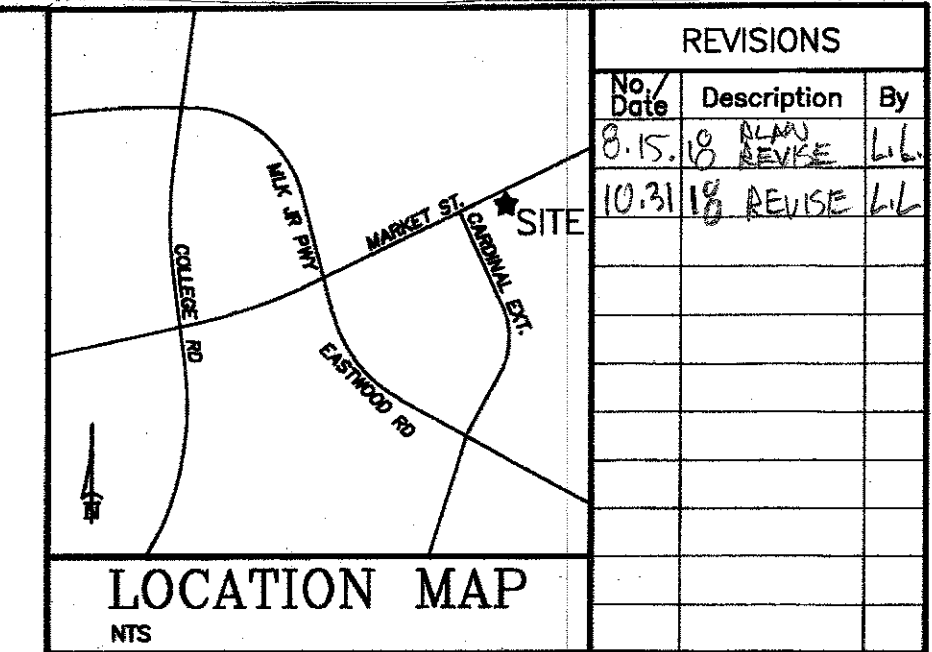 MLK JR PWY
MARKET ST.
SITE
CARDINAL EXT.
COLLEGE RD
EASTWOOD RD
N
LOCATION MAP
NTS
REVISIONS
No./Date Description By
8.15.18 PLAN REVISE L.L.
10.31 18 REVISE L.L